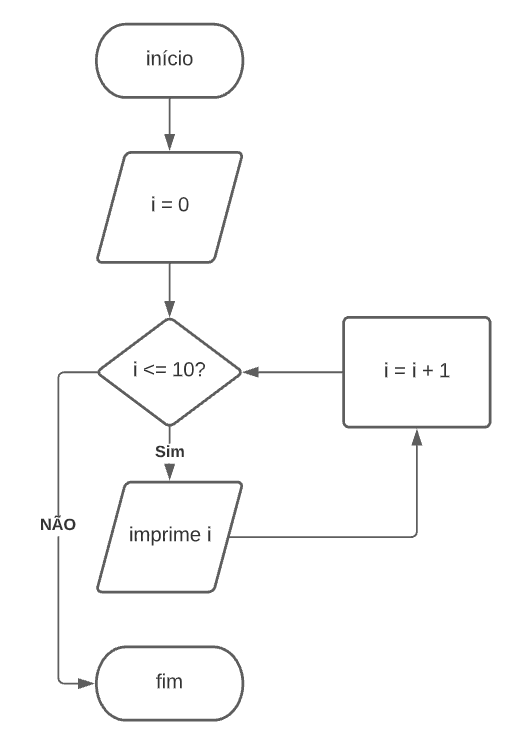 início
i = 0
i <= 10?
i = i + 1
Sim
NÃO
imprime i
fim